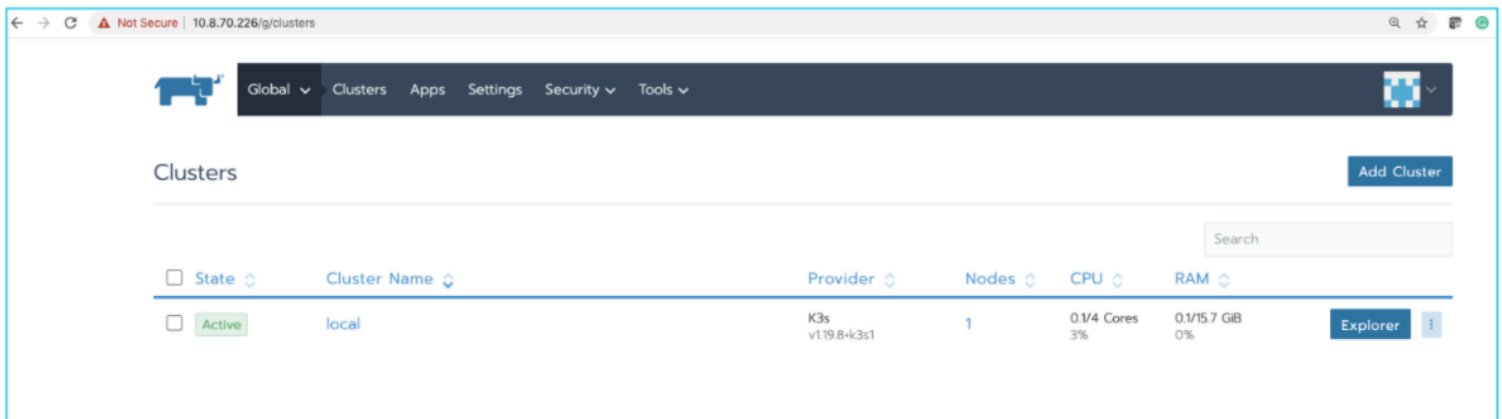 Not Secure | 10.8.70.226/g/clusters
Global Clusters Apps Settings Security Tools
Clusters
Add Cluster
Search
State Cluster Name Provider Nodes CPU RAM
Active local K3s 1 0.1/4 Cores 0.1/15.7 GiB Explorer
v1.19.8+k3s1 3% 0%